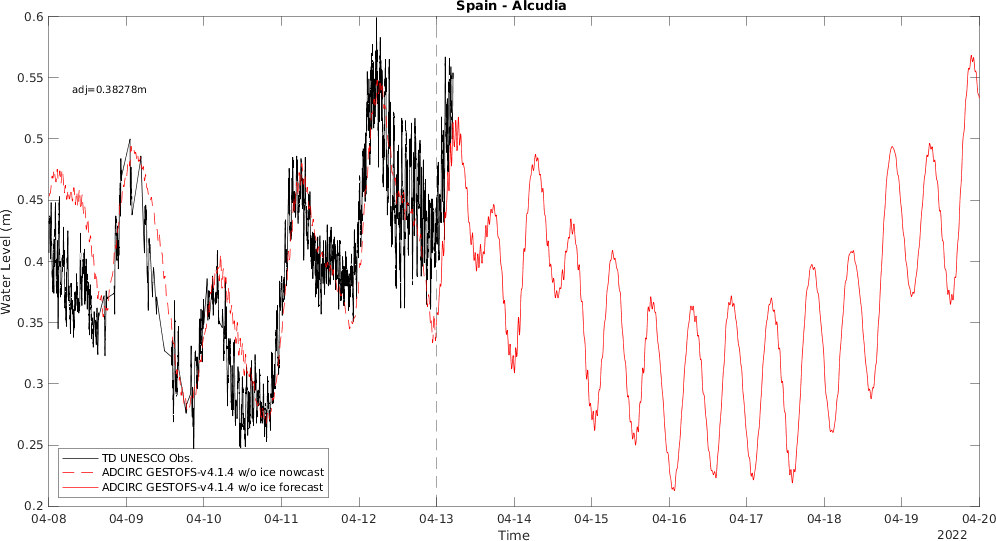 Spain - Alcudia
0.6
0.55
0.5
0.45
0.4
0.35
0.3
0.25
0.2
Water Level (m)
adj=0.38278m
TD UNESCO Obs.
ADCIRC GESTOFS-v4.1.4 w/o ice nowcast
ADCIRC GESTOFS-v4.1.4 w/o ice forecast
04-08 04-09 04-10 04-11 04-12 04-13 04-14 04-15 04-16 04-17 04-18 04-19 04-20
Time
2022